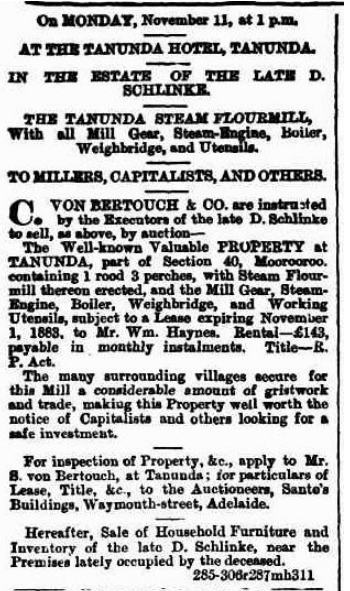 On MONDAY, November 11, at 1 p.m.
AT THE TANUNDA HOTEL, TANUNDA.
IN THE ESTATE OF THE LATE D.
SCHLINKE.
THE TANUNDA STEAM FLOURMILL,
With all Mill Gear, Steam-Engine, Boiler,
Weighbridge, and Utensils.
TO MILLERS, CAPITALISTS, AND OTHERS.
C. VON BERTOUCH & CO. are instructed
by the Executors of the late D. Schlinke
to sell, as above, by auction—
The Well-known Valuable PROPERTY at
TANUNDA, part of Section 40, Moorooroo.
containing 1 rood 3 perches, with Steam Flour-
mill thereon erected, and the Mill Gear, Steam-
Engine, Boiler, Weighbridge, and Working
Utensils, subject to a Lease expiring November
1, 1883, to Mr. Wm. Haynes. Rental—£143,
payable in monthly instalments. Title—R.
P. Act.
The many surrounding villages secure for
this Mill a considerable amount of gristwork
and trade, making this Property well worth the
notice of Capitalists and others looking for a
safe investment.
For inspection of Property, &c., apply to Mr.
S. von Bertouch, at Tanunda; for particulars of
Lease, Title, &c., to the Auctioneers, Santo's
Buildings, Waymouth-street, Adelaide.
Hereafter, Sale of Household Furniture and
Inventory of the late D. Schlinke, near the
Premises lately occupied by the deceased.
285-306r287mh311